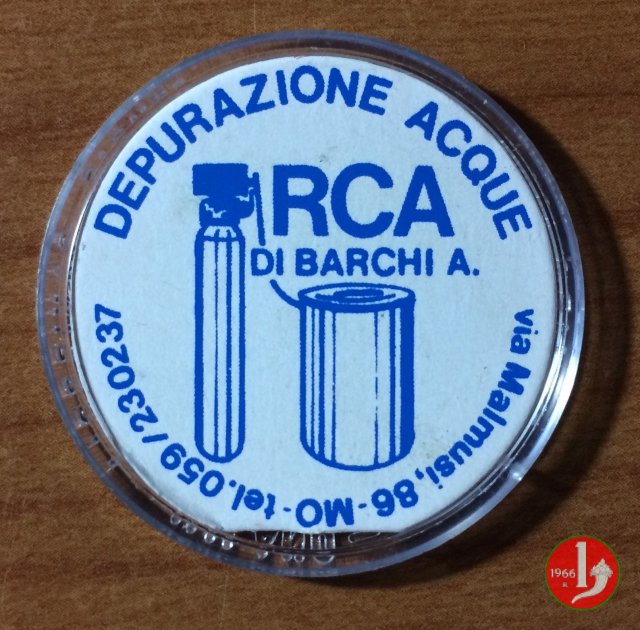 DEPURAZIONE ACQUE
RCA
DI BARCHI A.
via Malmusi, 86-MO-tel. 059/230237
1966
R.